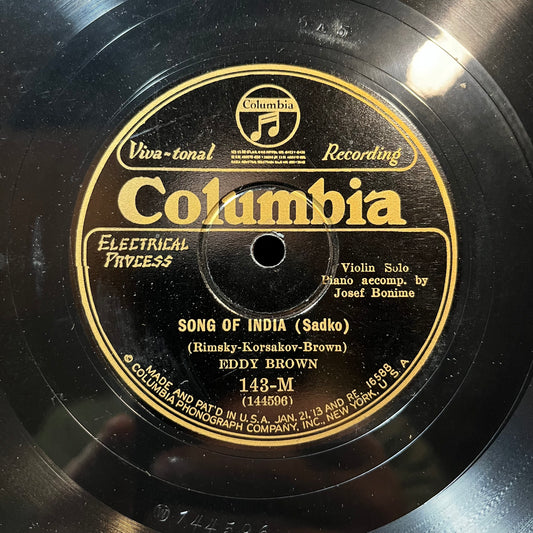 Columbia
Viva-tonal Recording
Columbia
ELECTRICAL
PROCESS
Violin Solo
Piano accomp. by
Josef Bonime
SONG OF INDIA (Sadko)
(Rimsky-Korsakov-Brown)
EDDY BROWN
143-M
(144596)
MADE AND PAT'D IN U.S.A. JAN. 21, 13 AND RE. 16588
© COLUMBIA PHONOGRAPH COMPANY, INC., NEW YORK, U.S.A
144596